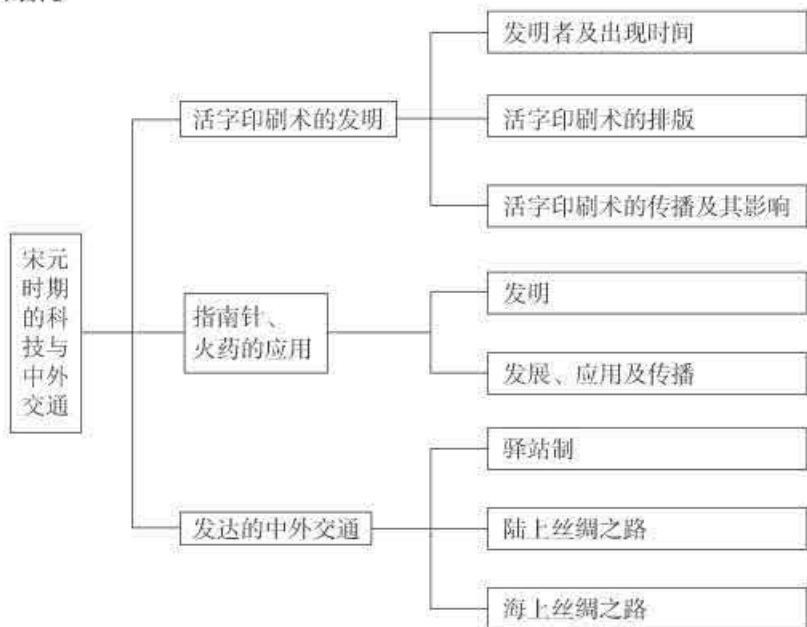 宋元
时期
的科
技与
中外
交通
活字印刷术的发明
发明者及出现时间
活字印刷术的排版
活字印刷术的传播及其影响
指南针、
火药的应用
发明
发展、应用及传播
发达的中外交通
驿站制
陆上丝绸之路
海上丝绸之路